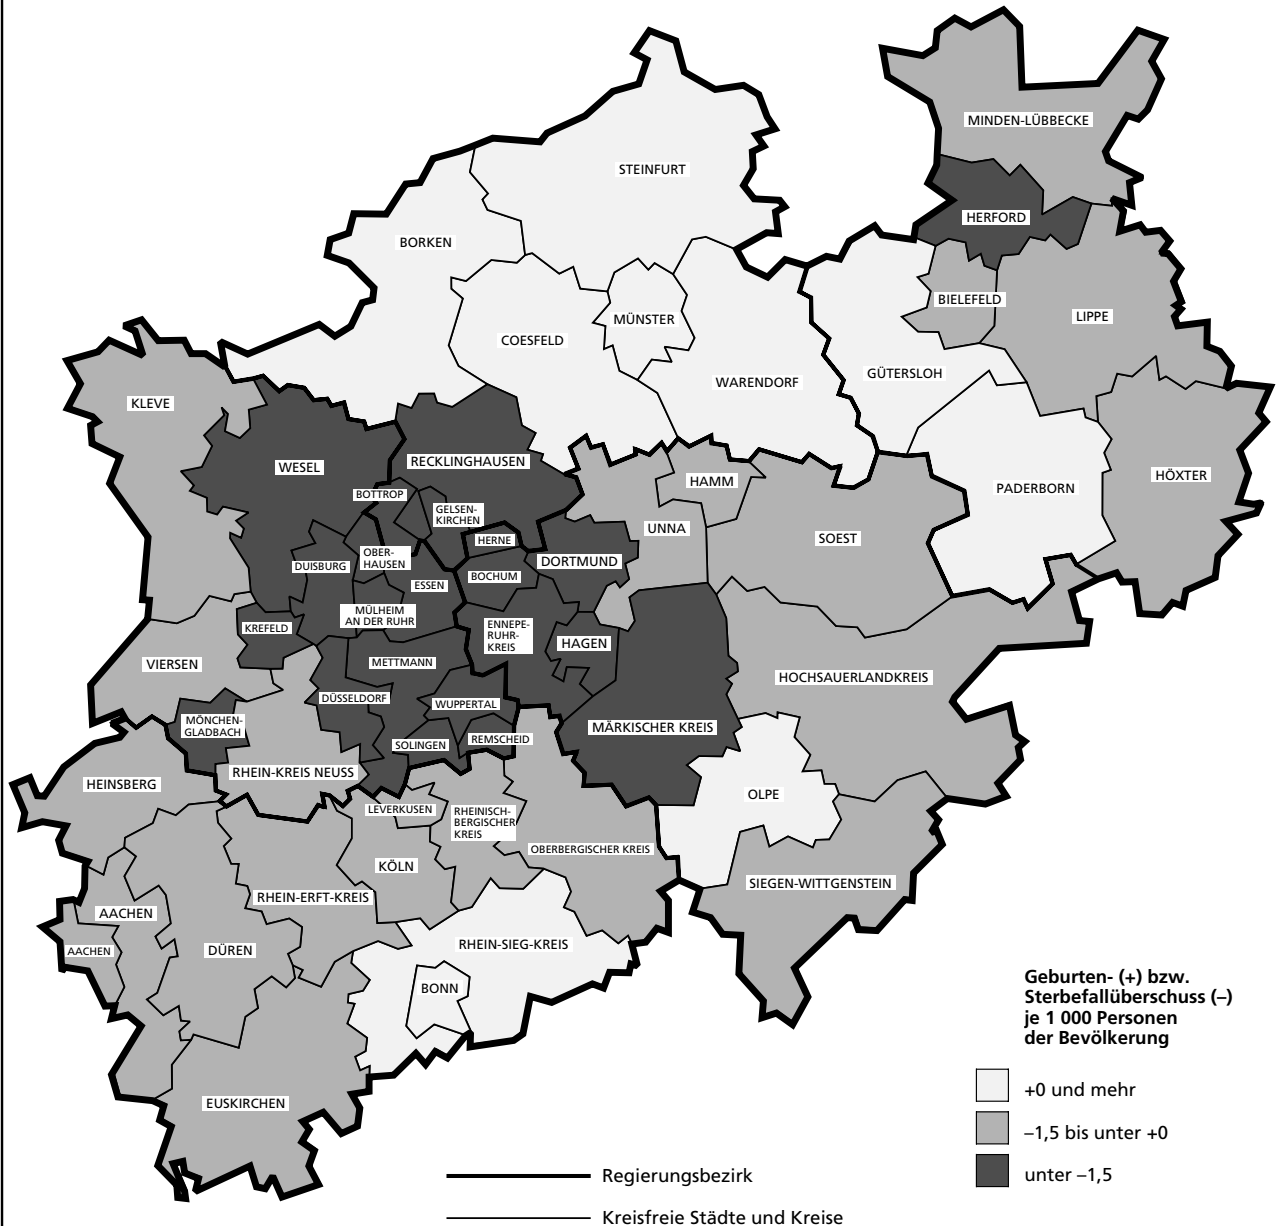 MINDEN-LÜBBECKE
STEINFURT
HERFORD
BORKEN
BIELEFELD
LIPPE
MÜNSTER
COESFELD
GÜTERSLOH
WARENDORF
KLEVE
RECKLINGHAUSEN
WESEL
HÖXTER
HAMM
PADERBORN
BOTTROP
GELSEN-
KIRCHEN
UNNA
SOEST
HERNE
OBER-
HAUSEN
DORTMUND
DUISBURG
BOCHUM
ESSEN
MÜLHEIM
AN DER RUHR
KREFELD
ENNEPE-
RUHR-
KREIS
HAGEN
VIERSEN
METTMANN
HOCHSAUERLANDKREIS
DÜSSELDORF
WUPPERTAL
MÖNCHEN-
GLADBACH
MÄRKISCHER KREIS
REMSCHEID
SOLINGEN
RHEIN-KREIS NEUSS
HEINSBERG
OLPE
LEVERKUSEN
RHEINISCH-
BERGISCHER
KREIS
OBERBERGISCHER KREIS
KÖLN
SIEGEN-WITTGENSTEIN
RHEIN-ERFT-KREIS
AACHEN
RHEIN-SIEG-KREIS
AACHEN
DÜREN
BONN
EUSKIRCHEN
Geburten- (+) bzw.
Sterbefallüberschuss (–)
je 1 000 Personen
der Bevölkerung
+0 und mehr
–1,5 bis unter +0
unter –1,5
Regierungsbezirk
Kreisfreie Städte und Kreise